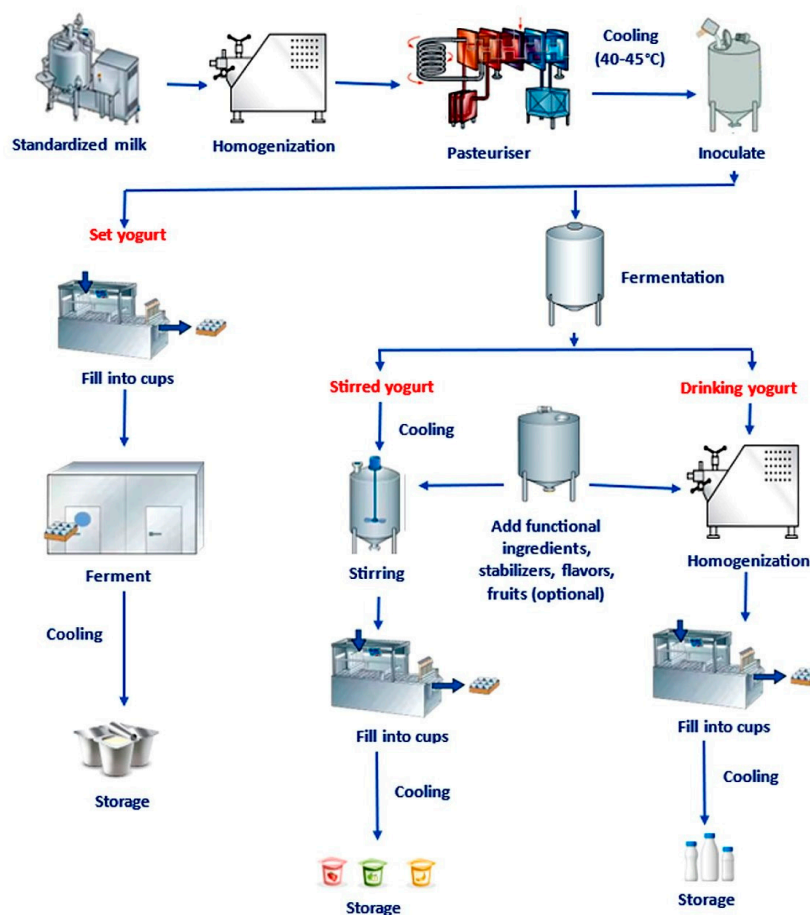 Cooling
(40-45°C)
Standardized milk
Homogenization
Pasteuriser
Inoculate
Set yogurt
Fermentation
Fill into cups
Stirred yogurt
Drinking yogurt
Cooling
Add functional
ingredients,
stabilizers, flavors,
fruits (optional)
Ferment
Stirring
Homogenization
Cooling
Fill into cups
Fill into cups
Storage
Cooling
Cooling
Storage
Storage